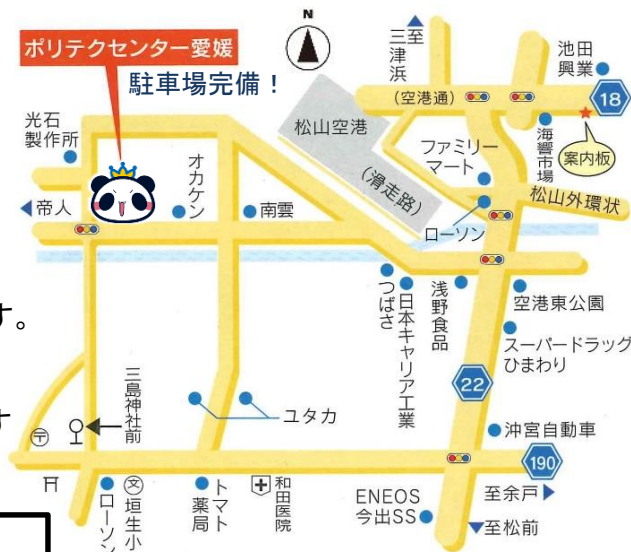 ポリテクセンター愛媛
駐車場完備！
N
至三津浜
池田興業
(空港通)
18
光石製作所
松山空港
(滑走路)
ファミリーマート
海響市場
案内板
オカケン
南雲
帝人
ローソン
松山外環状
つばさ
日本キャリア工業
浅野食品
空港東公園
スーパードラッグ
ひまわり
す。
22
三島神社前
ユタカ
す
沖宮自動車
〒
190
文
垣生小
ローソン
トマト薬局
和田医院
ENEOS
今出SS
至余戸
至松前